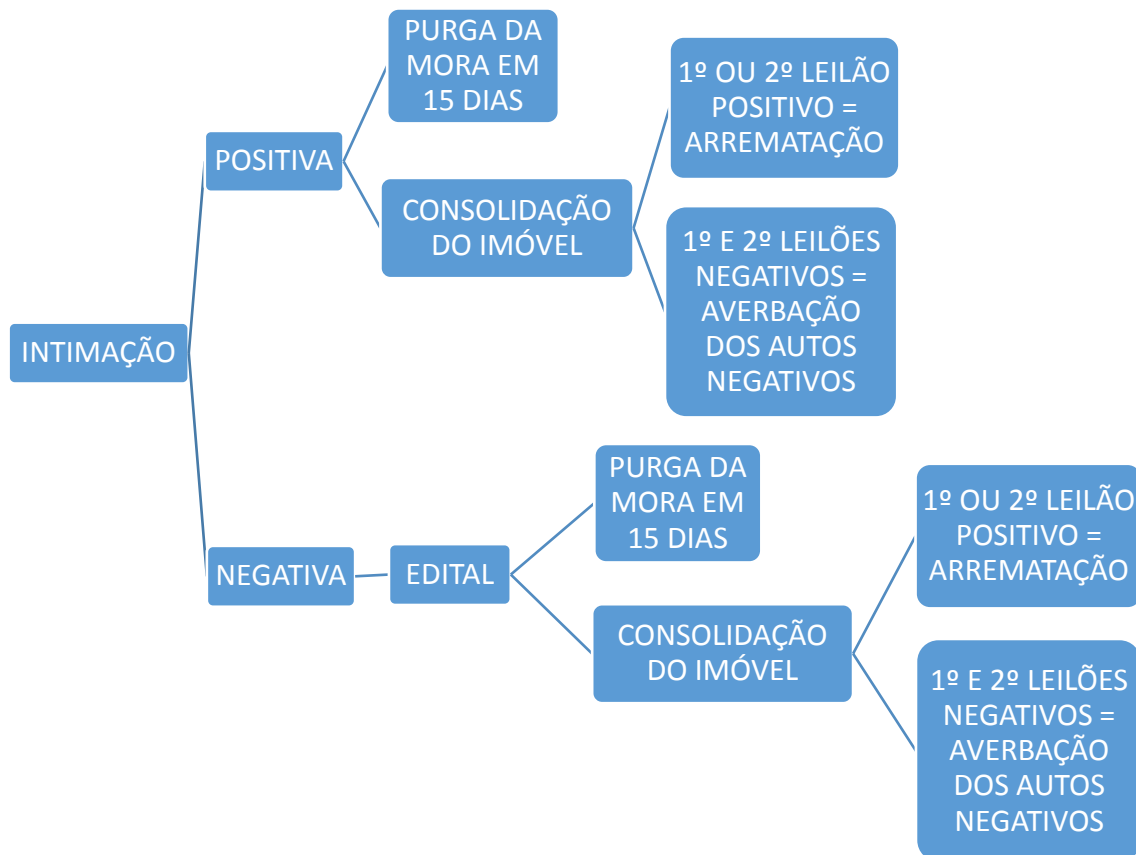 INTIMAÇÃO
POSITIVA
PURGA DA
MORA EM
15 DIAS
CONSOLIDAÇÃO
DO IMÓVEL
1º OU 2º LEILÃO
POSITIVO =
ARREMATAÇÃO
1º E 2º LEILÕES
NEGATIVOS =
AVERBAÇÃO
DOS AUTOS
NEGATIVOS
NEGATIVA
EDITAL
PURGA DA
MORA EM
15 DIAS
CONSOLIDAÇÃO
DO IMÓVEL
1º OU 2º LEILÃO
POSITIVO =
ARREMATAÇÃO
1º E 2º LEILÕES
NEGATIVOS =
AVERBAÇÃO
DOS AUTOS
NEGATIVOS